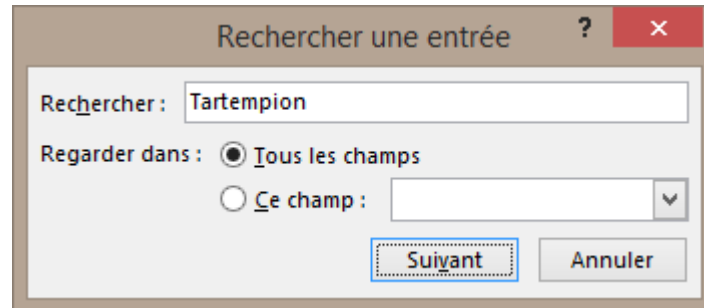 Rechercher une entrée ? ×
Rechercher : Tartempion
Regarder dans : Tous les champs
Ce champ :
Suivant Annuler